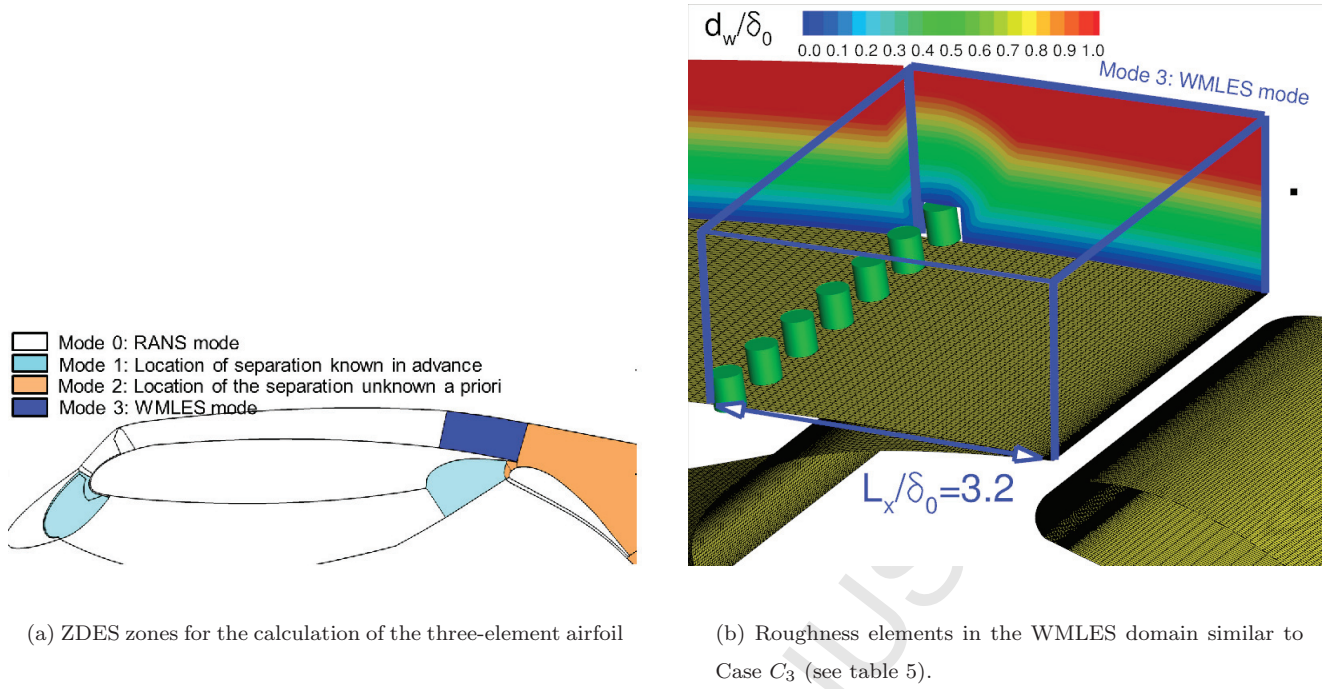 Mode 0: RANS mode
Mode 1: Location of separation known in advance
Mode 2: Location of the separation unknown a priori
Mode 3: WMLES mode
(a) ZDES zones for the calculation of the three-element airfoil
d_w/δ_0
0.0 0.1 0.2 0.3 0.4 0.5 0.6 0.7 0.8 0.9 1.0
Mode 3: WMLES mode
L_x/δ_0=3.2
(b) Roughness elements in the WMLES domain similar to
Case C_3 (see table 5).